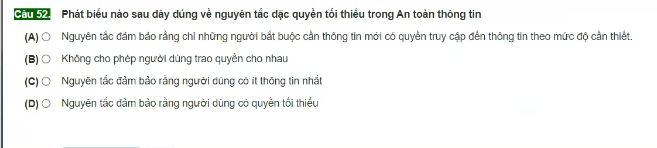 Câu 52. Phát biểu nào sau đây đúng về nguyên tắc đặc quyền tối thiểu trong An toàn thông tin
(A) Nguyên tắc đảm bảo rằng chỉ những người bắt buộc cần thông tin mới có quyền truy cập đến thông tin theo mức độ cần thiết.
(B) Không cho phép người dùng trao quyền cho nhau
(C) Nguyên tắc đảm bảo rằng người dùng có ít thông tin nhất
(D) Nguyên tắc đảm bảo rằng người dùng có quyền tối thiểu